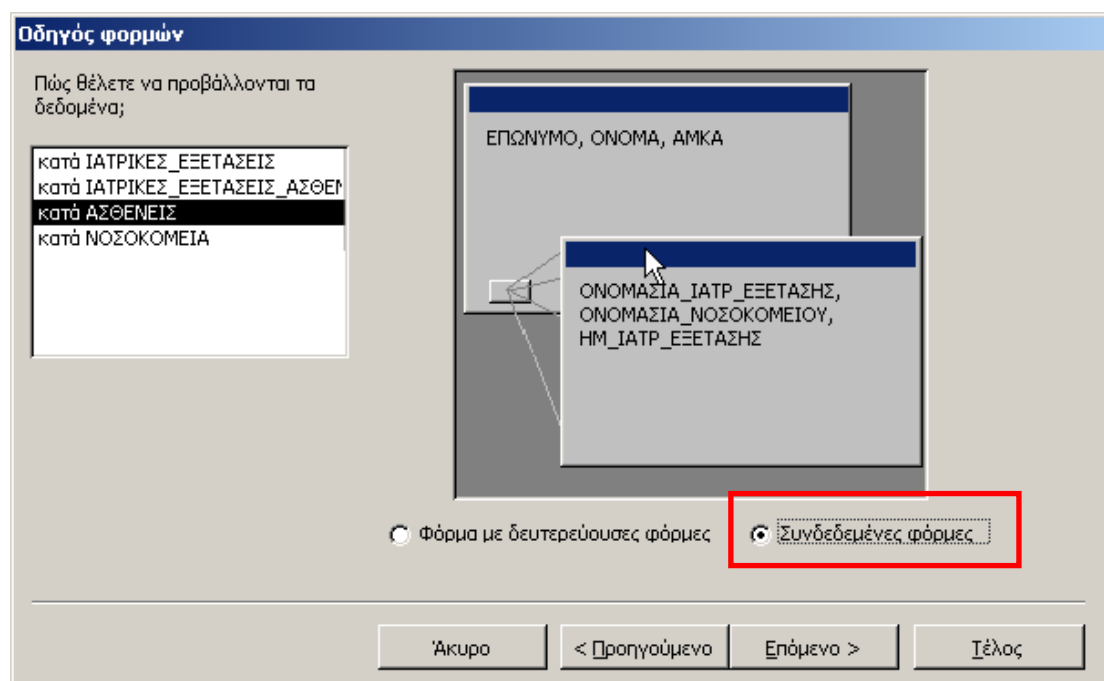 Οδηγός φορμών
Πώς θέλετε να προβάλλονται τα
δεδομένα;
κατά ΙΑΤΡΙΚΕΣ_ΕΞΕΤΑΣΕΙΣ
κατά ΙΑΤΡΙΚΕΣ_ΕΞΕΤΑΣΕΙΣ_ΑΣΘΕΝ
κατά ΑΣΘΕΝΕΙΣ
κατά ΝΟΣΟΚΟΜΕΙΑ
ΕΠΩΝΥΜΟ, ΟΝΟΜΑ, ΑΜΚΑ
ΟΝΟΜΑΣΙΑ_ΙΑΤΡ_ΕΞΕΤΑΣΗΣ,
ΟΝΟΜΑΣΙΑ_ΝΟΣΟΚΟΜΕΙΟΥ,
ΗΜ_ΙΑΤΡ_ΕΞΕΤΑΣΗΣ
Φόρμα με δευτερεύουσες φόρμες
Συνδεδεμένες φόρμες
Άκυρο
< Προηγούμενο
Επόμενο >
Τέλος